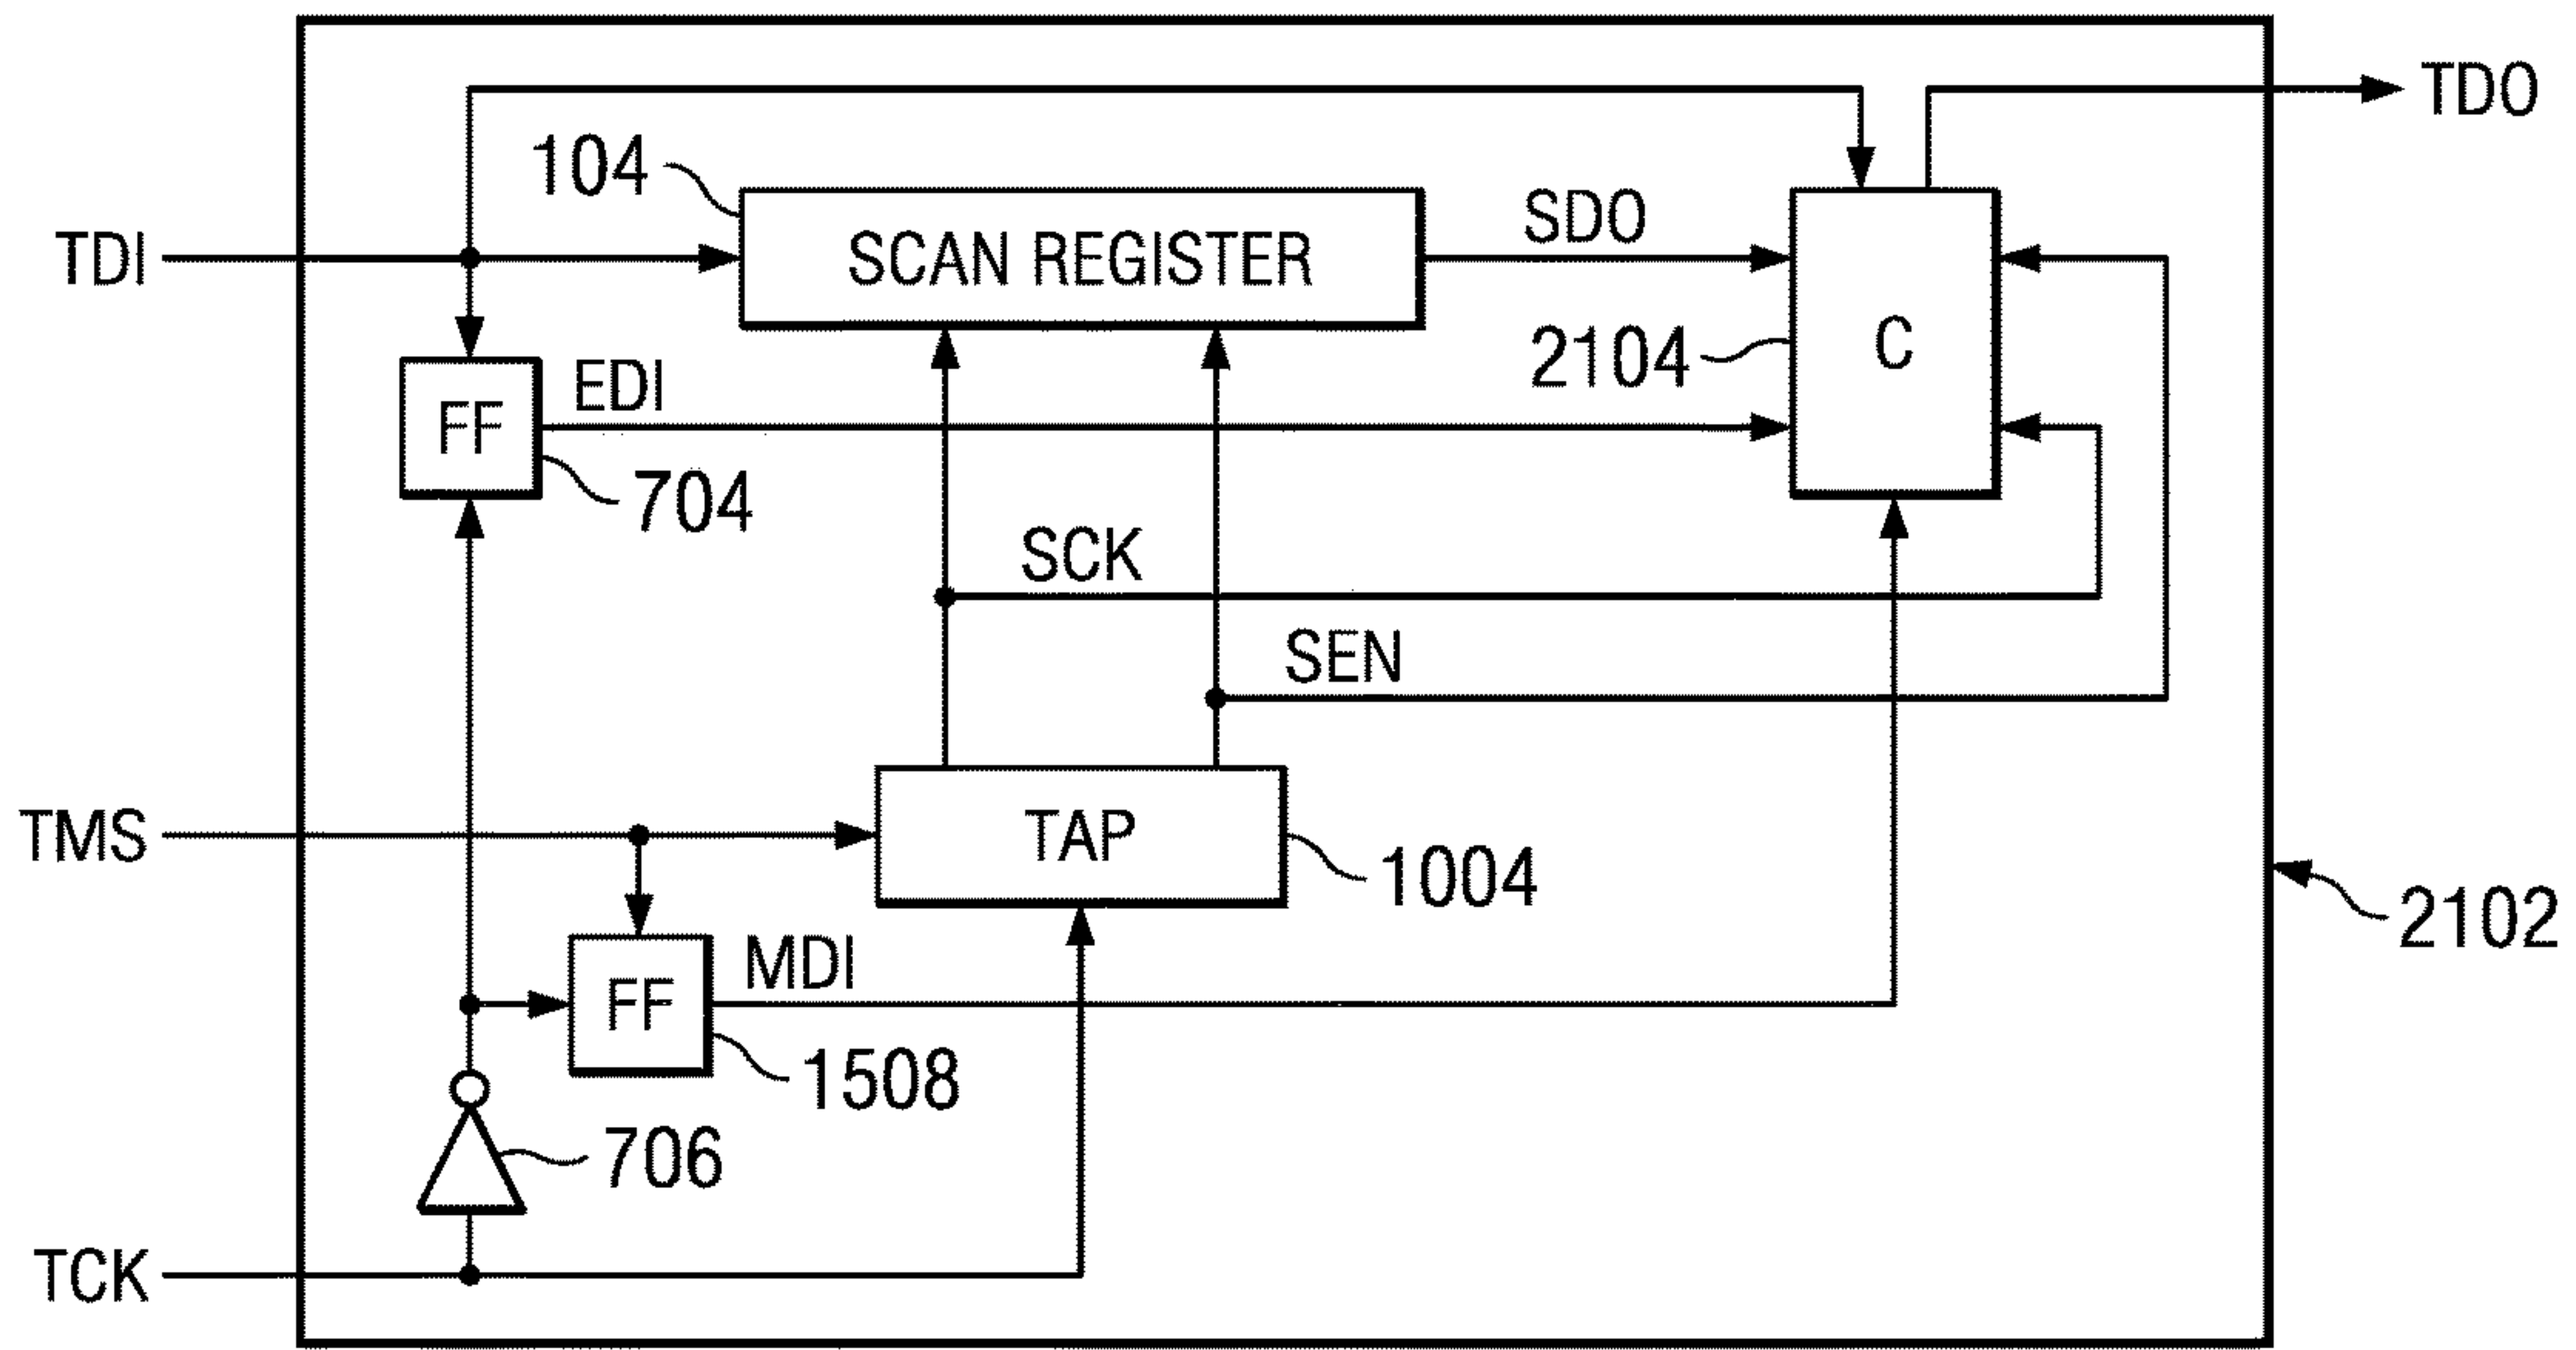 TDO
104
TDI
SCAN REGISTER
SDO
2104
C
EDI
FF
704
SCK
SEN
TMS
TAP
1004
2102
MDI
FF
1508
706
TCK